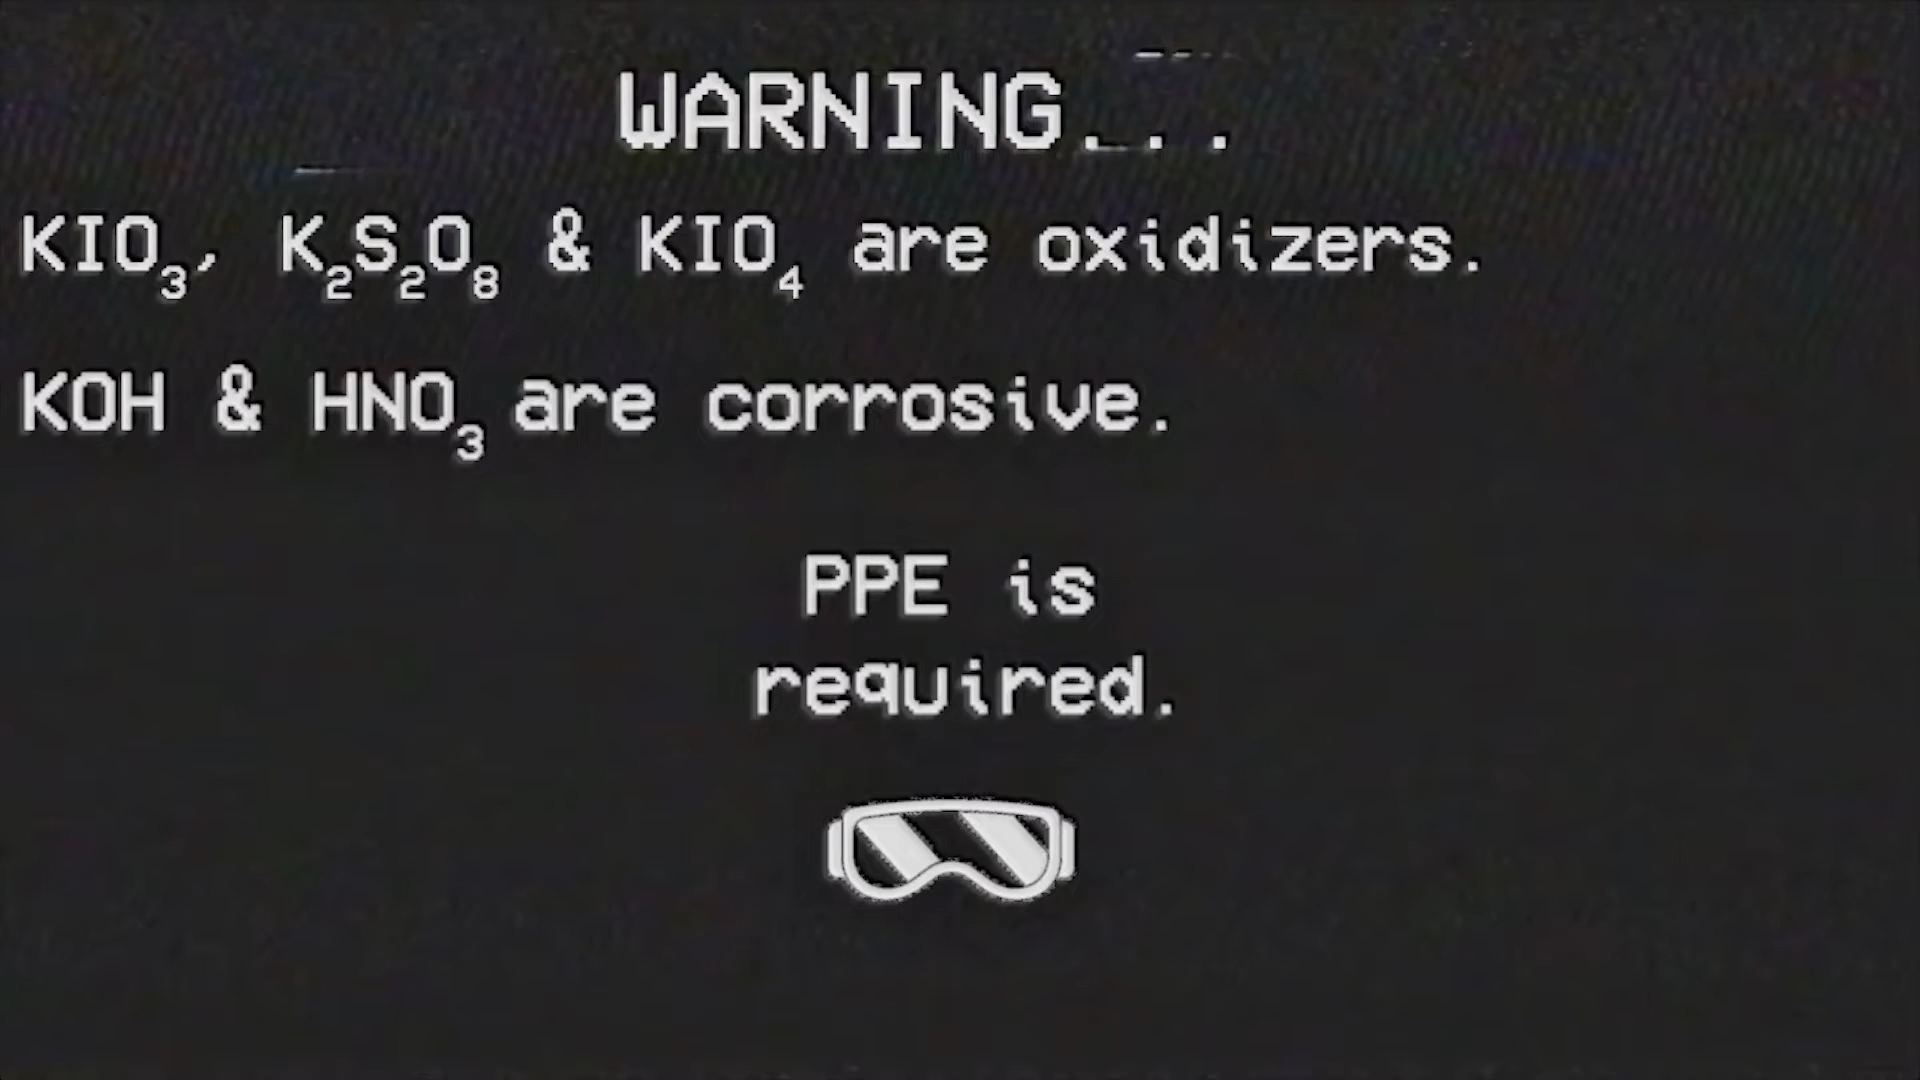 WARNING...
KIO₃, K₂S₂O₈ & KIO₄ are oxidizers.
KOH & HNO₃ are corrosive.
PPE is
required.